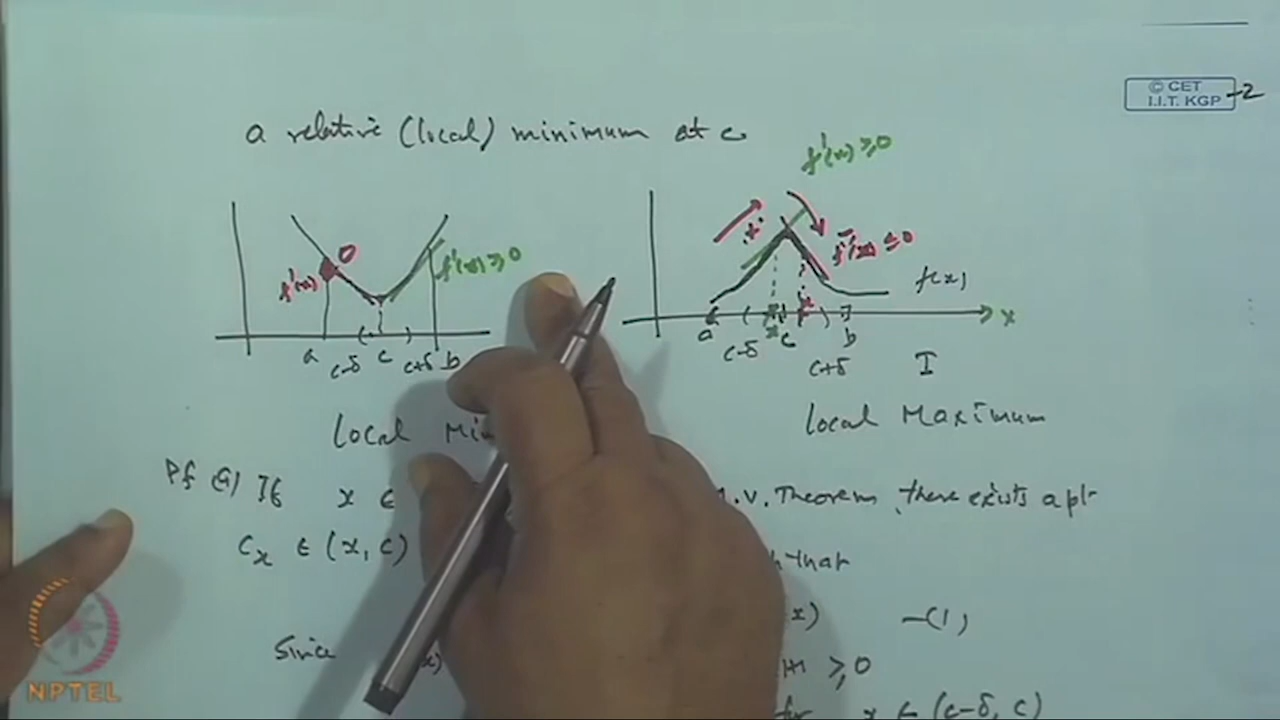 © CET
I.I.T. KGP
-2
a relative (local) minimum at c
f'(x) ≥ 0
f'(x)
f'(x) ≥ 0
f'(x) ≤ 0
f(x)
x
a c-δ c c+δ b
a c-δ c c+δ b I
Local Min
Local Maximum
Pf (a) If x ∈ M.V. Theorem, there exists a pt
c_x ∈ (x, c) that
x) —(1)
Since x) ≥ 0
for x ∈ (c-δ, c)
NPTEL